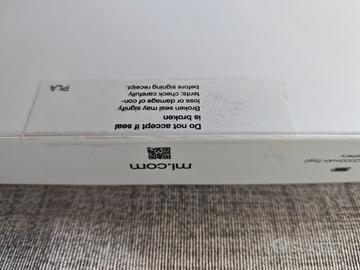 Do not accept if seal
is broken
Broken seal may signify
loss or damage of con-
tents; check carefully
before signing receipt.
PLA
mi.com